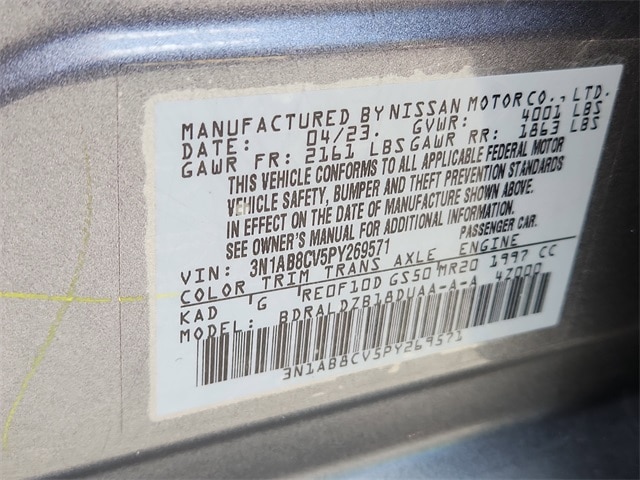 MANUFACTURED BY NISSAN MOTOR CO., LTD.
DATE: 04/23. GVWR: 4001 LBS
GAWR FR: 2161 LBS GAWR RR: 1863 LBS
THIS VEHICLE CONFORMS TO ALL APPLICABLE FEDERAL MOTOR
VEHICLE SAFETY, BUMPER AND THEFT PREVENTION STANDARDS
IN EFFECT ON THE DATE OF MANUFACTURE SHOWN ABOVE.
SEE OWNER'S MANUAL FOR ADDITIONAL INFORMATION.
VIN: 3N1AB8CV5PY269571 PASSENGER CAR.
COLOR TRIM TRANS AXLE ENGINE
KAD G RE0F10D GS50 MR20 1997 CC
MODEL: BDRALDZB18DUAA-A-A 4Z000
3N1AB8CV5PY269571